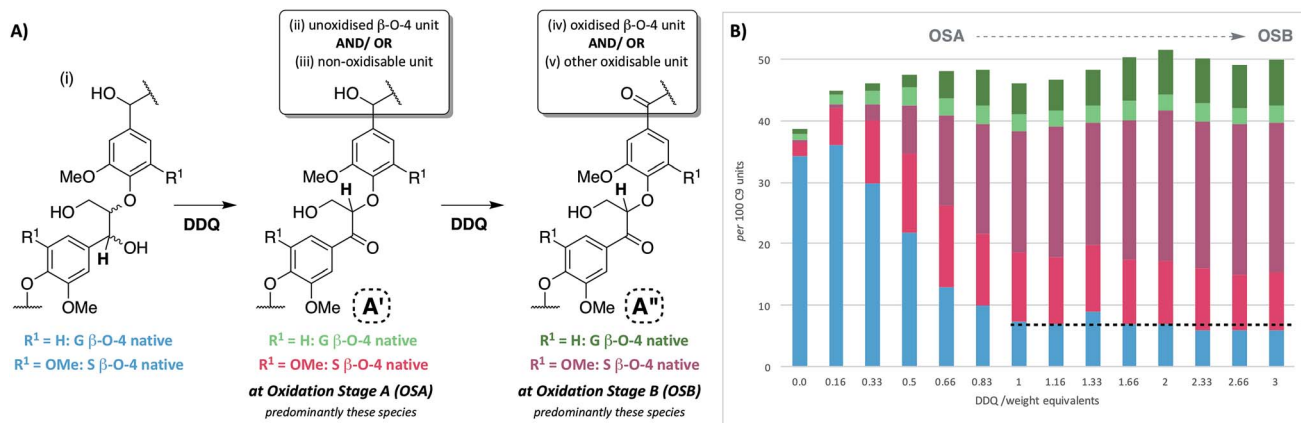 A)
(i)
HO
MeO
R¹
O
HO
R¹
OH
H
O
OMe
R¹ = H: G β-O-4 native
R¹ = OMe: S β-O-4 native
DDQ
(ii) unoxidised β-O-4 unit
AND/ OR
(iii) non-oxidisable unit
HO
MeO
R¹
H
O
HO
R¹
O
O
OMe
A'
R¹ = H: G β-O-4 native
R¹ = OMe: S β-O-4 native
at Oxidation Stage A (OSA)
predominantly these species
DDQ
(iv) oxidised β-O-4 unit
AND/ OR
(v) other oxidisable unit
O
MeO
R¹
H
O
HO
R¹
O
O
OMe
A"
R¹ = H: G β-O-4 native
R¹ = OMe: S β-O-4 native
at Oxidation Stage B (OSB)
predominantly these species
B)
OSA OSB
per 100 C9 units
50
40
30
20
10
0
0.0 0.16 0.33 0.5 0.66 0.83 1 1.16 1.33 1.66 2 2.33 2.66 3
DDQ /weight equivalents